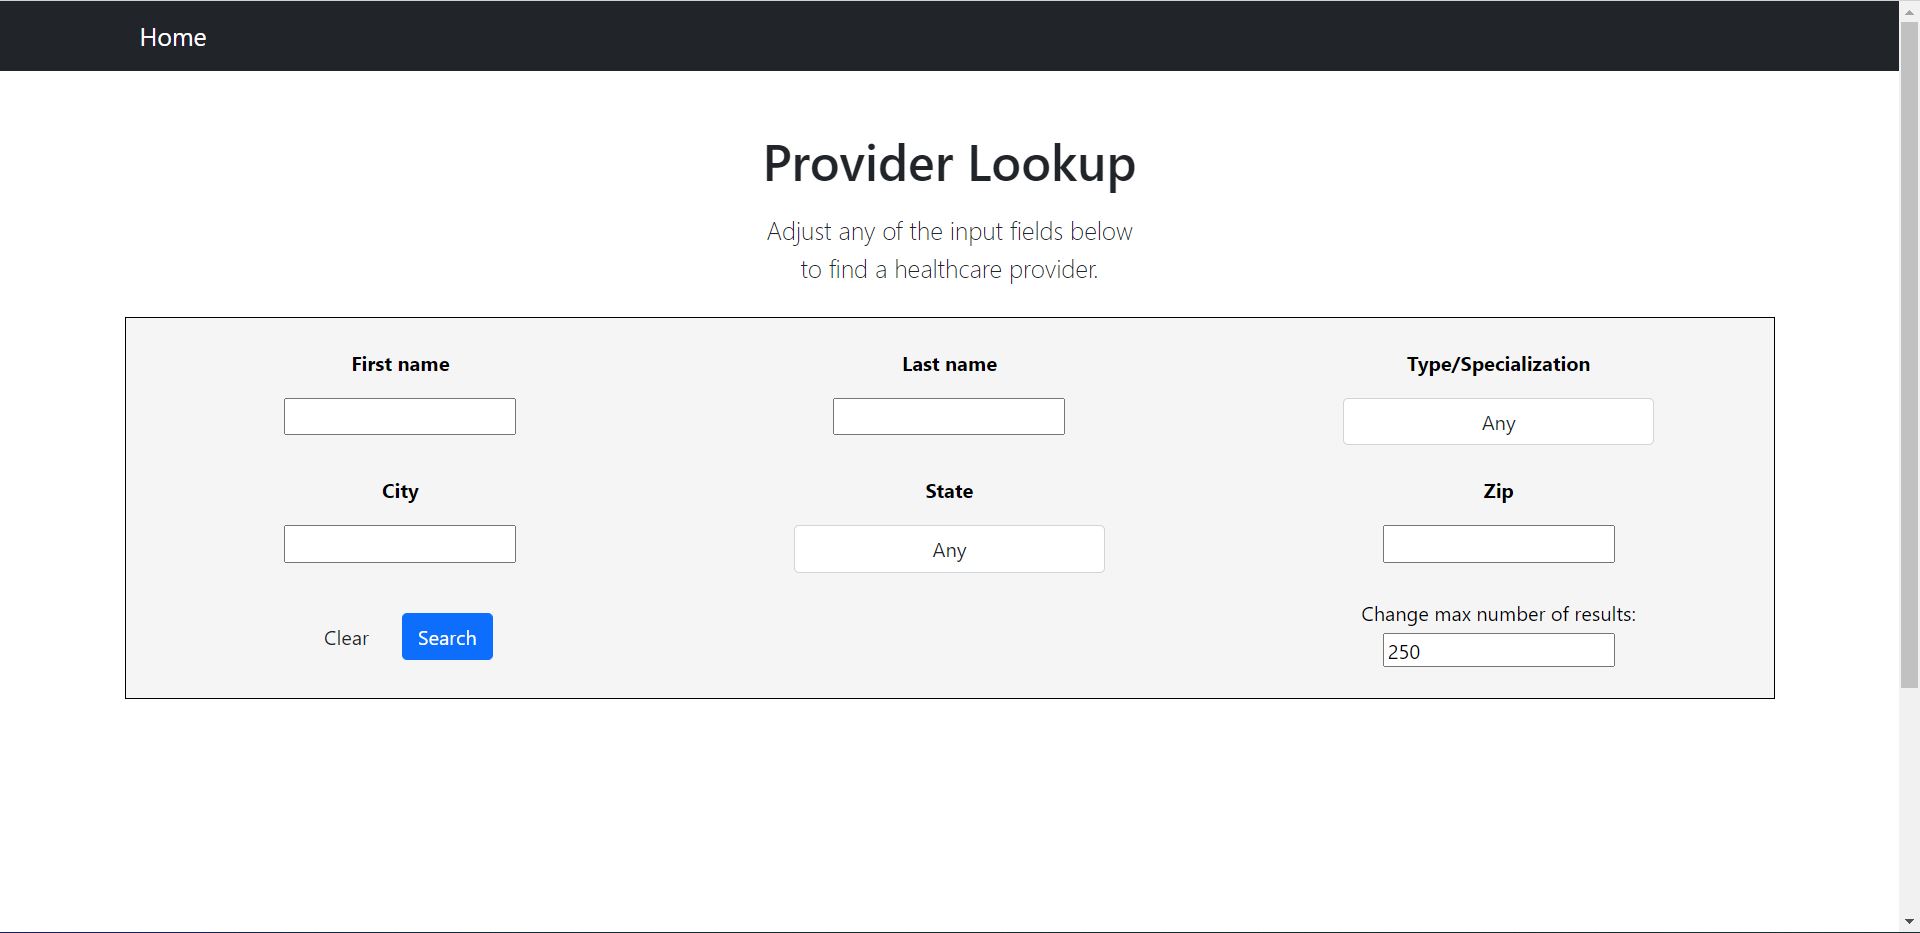 Home
Provider Lookup
Adjust any of the input fields below
to find a healthcare provider.
First name
Last name
Type/Specialization
Any
City
State
Zip
Any
Clear
Search
Change max number of results:
250